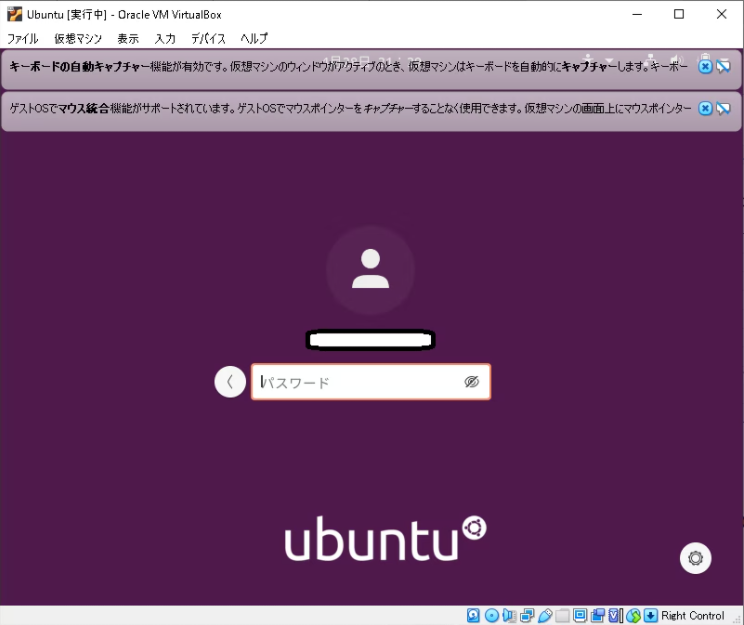 Ubuntu [実行中] - Oracle VM VirtualBox
ファイル 仮想マシン 表示 入力 デバイス ヘルプ
キーボードの自動キャプチャー機能が有効です。仮想マシンのウィンドウがアクティブのとき、仮想マシンはキーボードを自動的にキャプチャーします。キーボー
ゲストOSでマウス統合機能がサポートされています。ゲストOSでマウスポインターをキャプチャーすることなく使用できます。仮想マシンの画面上にマウスポインター
パスワード
ubuntu
Right Control